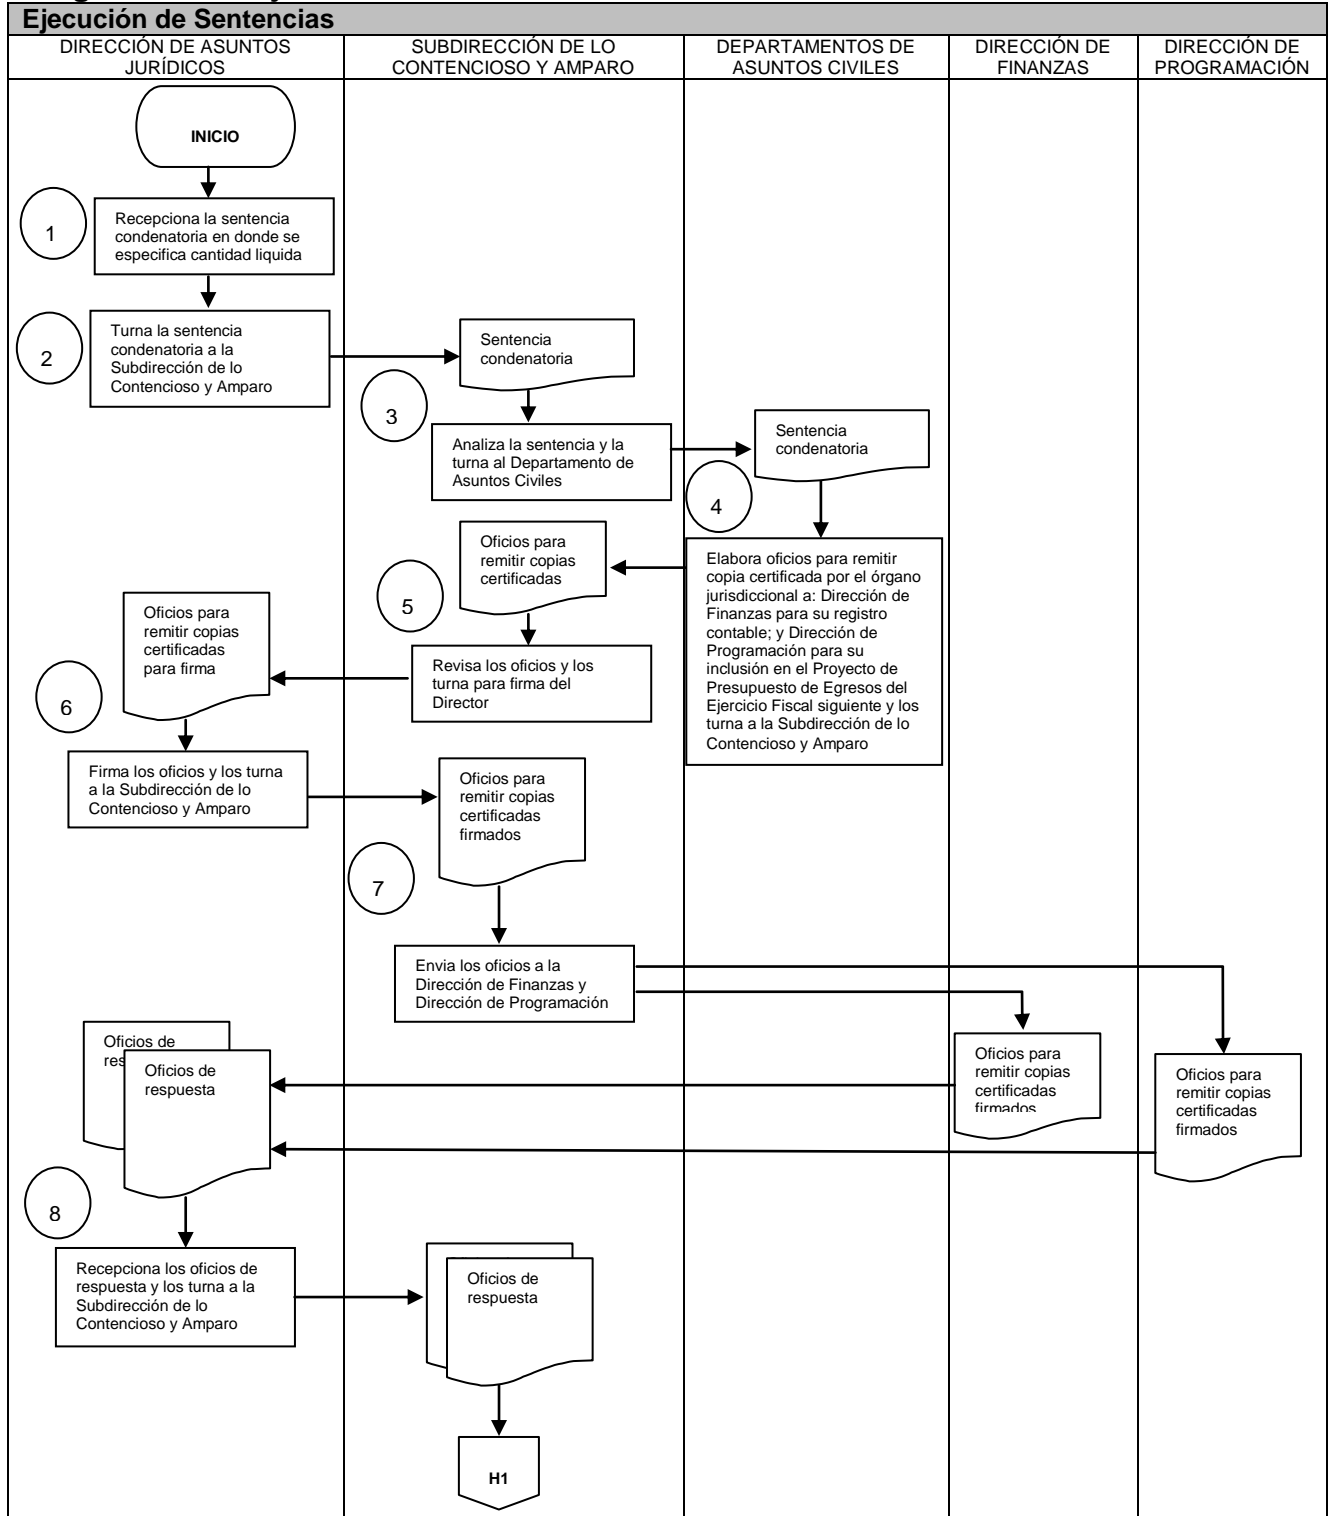 Ejecución de Sentencias
DIRECCIÓN DE ASUNTOS
JURÍDICOS
SUBDIRECCIÓN DE LO
CONTENCIOSO Y AMPARO
DEPARTAMENTOS DE
ASUNTOS CIVILES
DIRECCIÓN DE
FINANZAS
DIRECCIÓN DE
PROGRAMACIÓN
INICIO
1
Recepciona la sentencia
condenatoria en donde se
especifica cantidad liquida
2
Turna la sentencia
condenatoria a la
Subdirección de lo
Contencioso y Amparo
Sentencia
condenatoria
3
Analiza la sentencia y la
turna al Departamento de
Asuntos Civiles
Sentencia
condenatoria
4
Elabora oficios para remitir
copia certificada por el órgano
jurisdiccional a: Dirección de
Finanzas para su registro
contable; y Dirección de
Programación para su
inclusión en el Proyecto de
Presupuesto de Egresos del
Ejercicio Fiscal siguiente y los
turna a la Subdirección de lo
Contencioso y Amparo
Oficios para
remitir copias
certificadas
5
Revisa los oficios y los
turna para firma del
Director
Oficios para
remitir copias
certificadas
para firma
6
Firma los oficios y los turna
a la Subdirección de lo
Contencioso y Amparo
Oficios para
remitir copias
certificadas
firmados
7
Envia los oficios a la
Dirección de Finanzas y
Dirección de Programación
Oficios para
remitir copias
certificadas
firmados
Oficios para
remitir copias
certificadas
firmados
Oficios de
res
Oficios de
respuesta
8
Recepciona los oficios de
respuesta y los turna a la
Subdirección de lo
Contencioso y Amparo
Oficios de
respuesta
H1